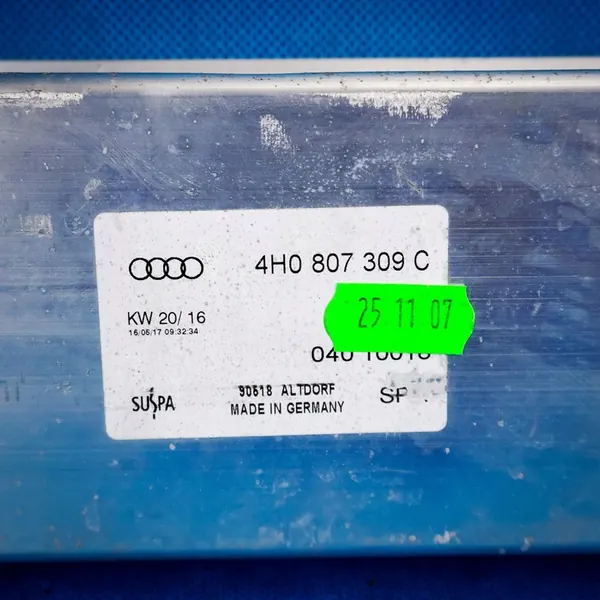 4H0 807 309 C
KW 20/ 16
16/05/17 09:32:34
25 11 07
90518 ALTDORF
MADE IN GERMANY
SUSPA